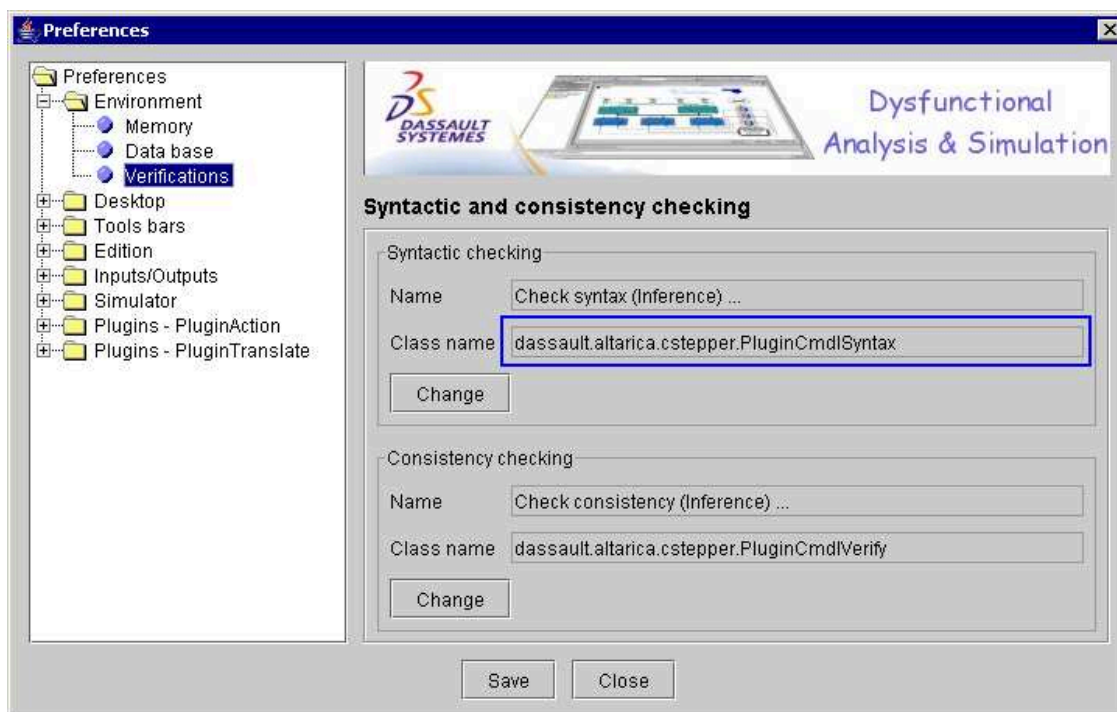 Preferences
Preferences
Environment
Memory
Data base
Verifications
Desktop
Tools bars
Edition
Inputs/Outputs
Simulator
Plugins - PluginAction
Plugins - PluginTranslate
DASSAULT
SYSTEMES
Dysfunctional
Analysis & Simulation
Syntactic and consistency checking
Syntactic checking
Name Check syntax (Inference) ...
Class name dassault.altarica.cstepper.PluginCmdlSyntax
Change
Consistency checking
Name Check consistency (Inference) ...
Class name dassault.altarica.cstepper.PluginCmdlVerify
Change
Save Close